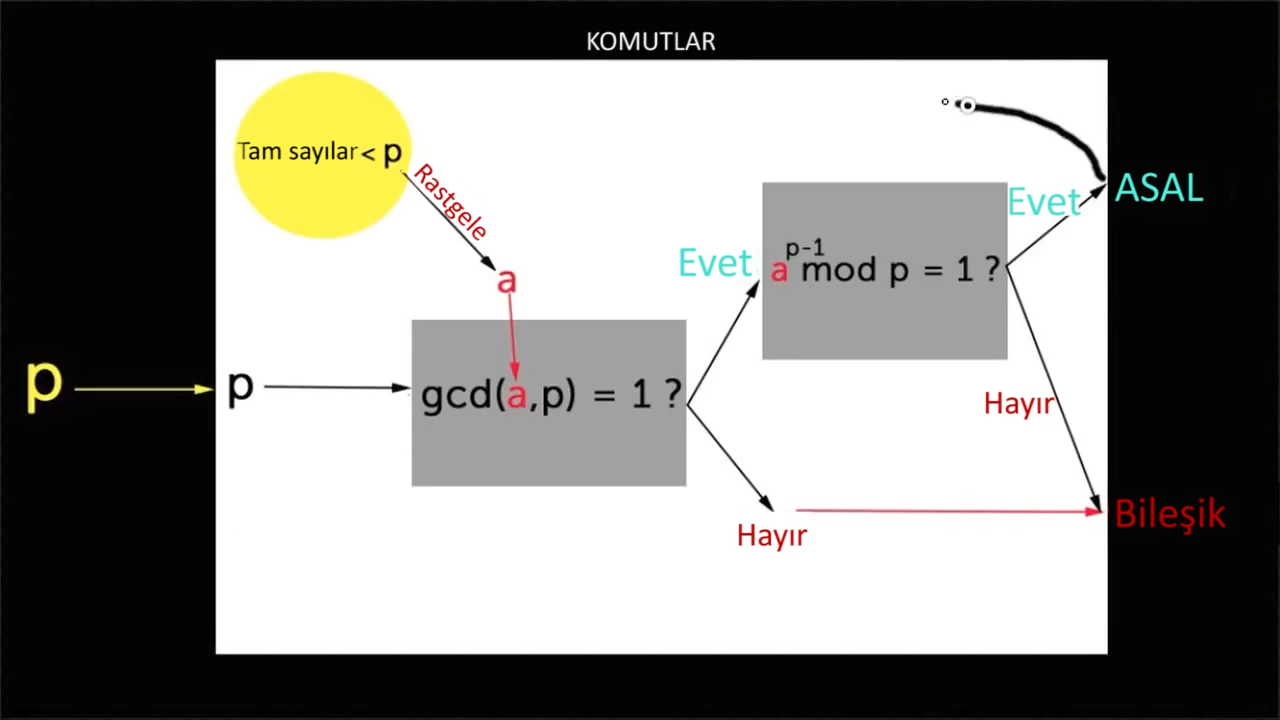 KOMUTLAR
Tam sayılar < p
Rastgele
a
p
p
gcd(a,p) = 1 ?
Evet
a^{p-1} mod p = 1 ?
Evet
ASAL
Hayır
Hayır
Bileşik